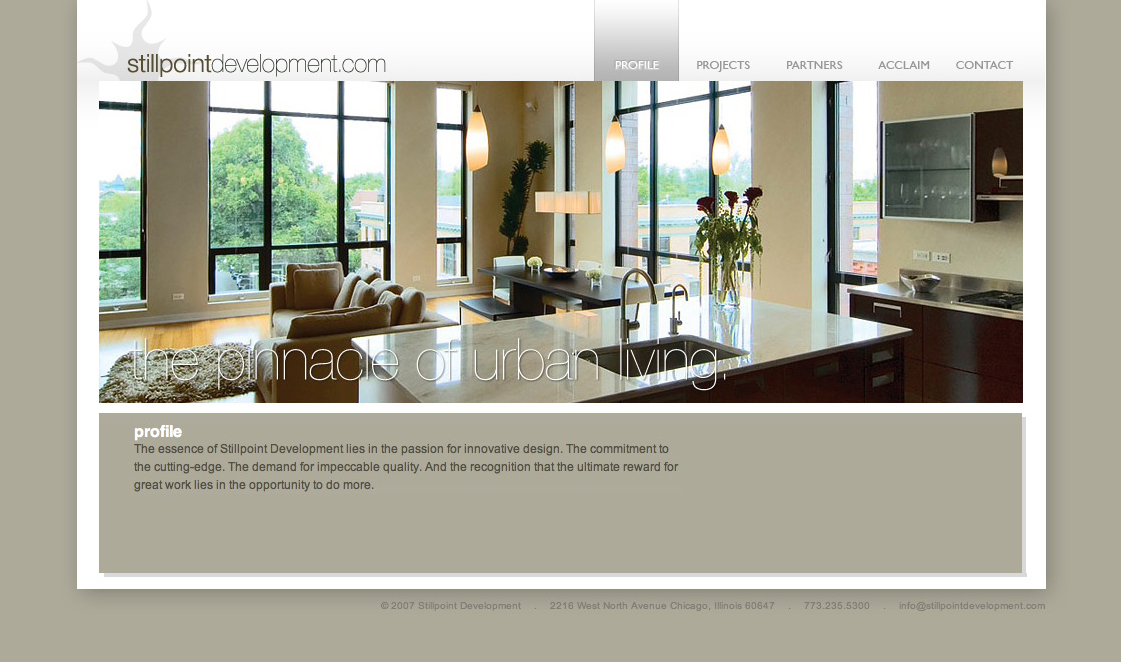 stillpointdevelopment.com
PROFILE PROJECTS PARTNERS ACCLAIM CONTACT
the pinnacle of urban living.
profile
The essence of Stillpoint Development lies in the passion for innovative design. The commitment to
the cutting-edge. The demand for impeccable quality. And the recognition that the ultimate reward for
great work lies in the opportunity to do more.
© 2007 Stillpoint Development . 2216 West North Avenue Chicago, Illinois 60647 . 773.235.5300 . info@stillpointdevelopment.com